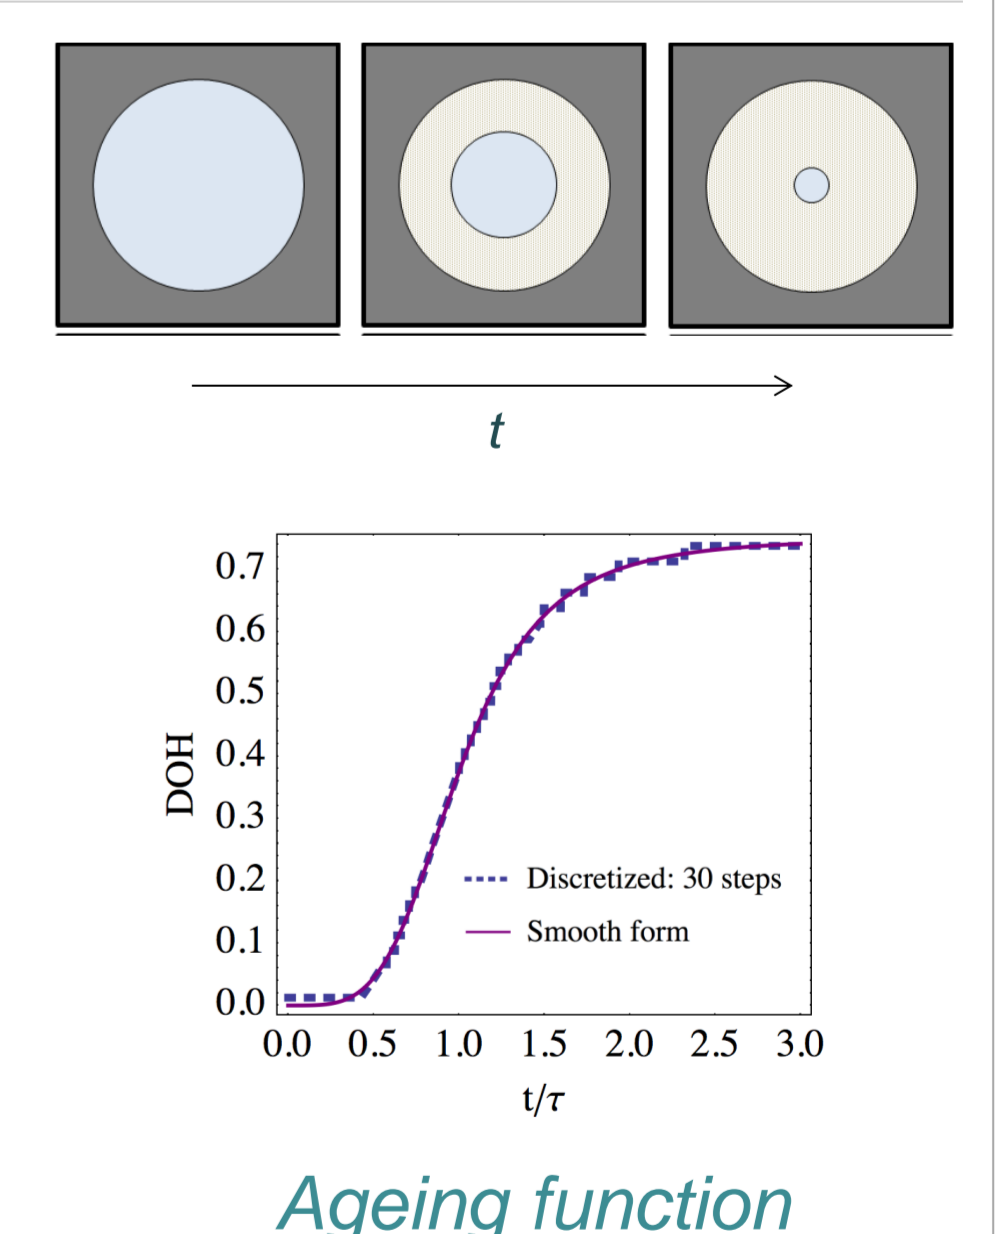 t
0.7
0.6
0.5
0.4
0.3
0.2
0.1
0.0
DOH
Discretized: 30 steps
Smooth form
0.0 0.5 1.0 1.5 2.0 2.5 3.0
t/τ
Ageing function